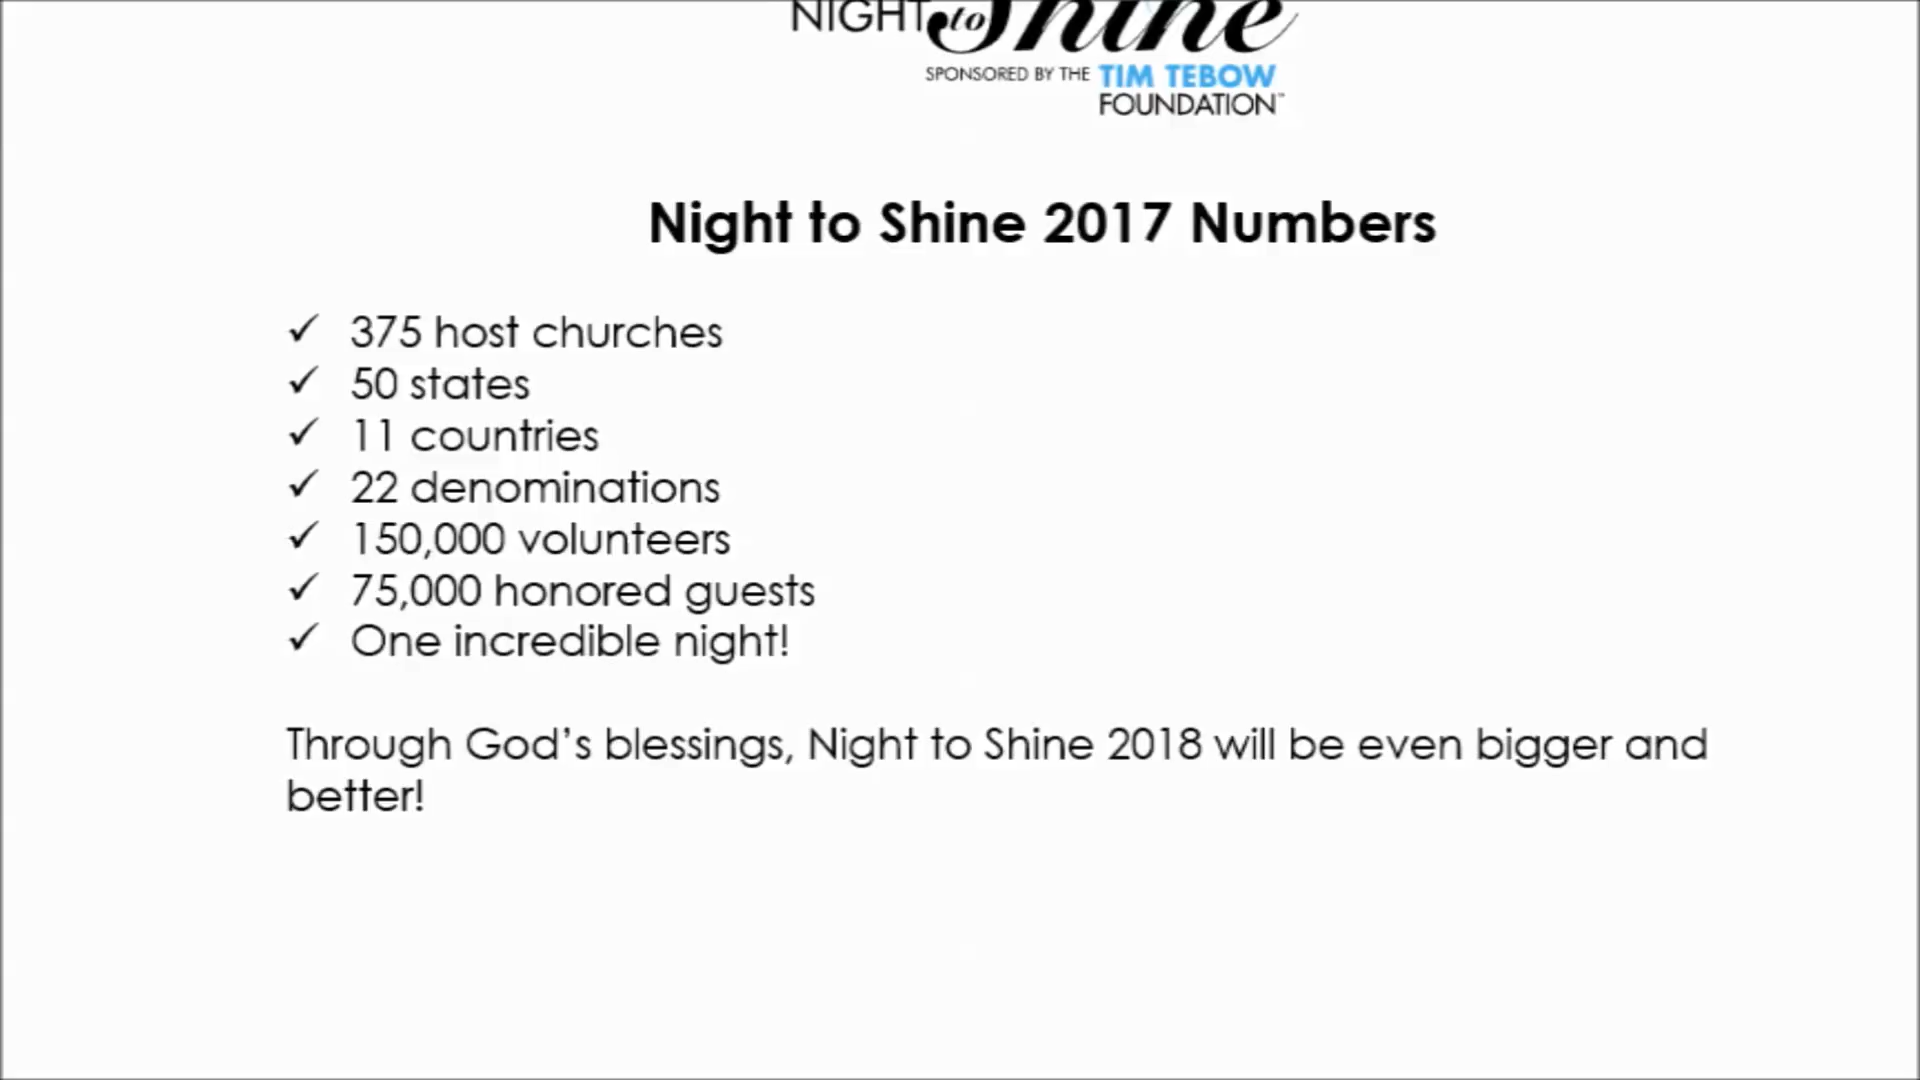 NIGHT to Shine
SPONSORED BY THE TIM TEBOW
FOUNDATION™
Night to Shine 2017 Numbers
✓ 375 host churches
✓ 50 states
✓ 11 countries
✓ 22 denominations
✓ 150,000 volunteers
✓ 75,000 honored guests
✓ One incredible night!
Through God’s blessings, Night to Shine 2018 will be even bigger and
better!